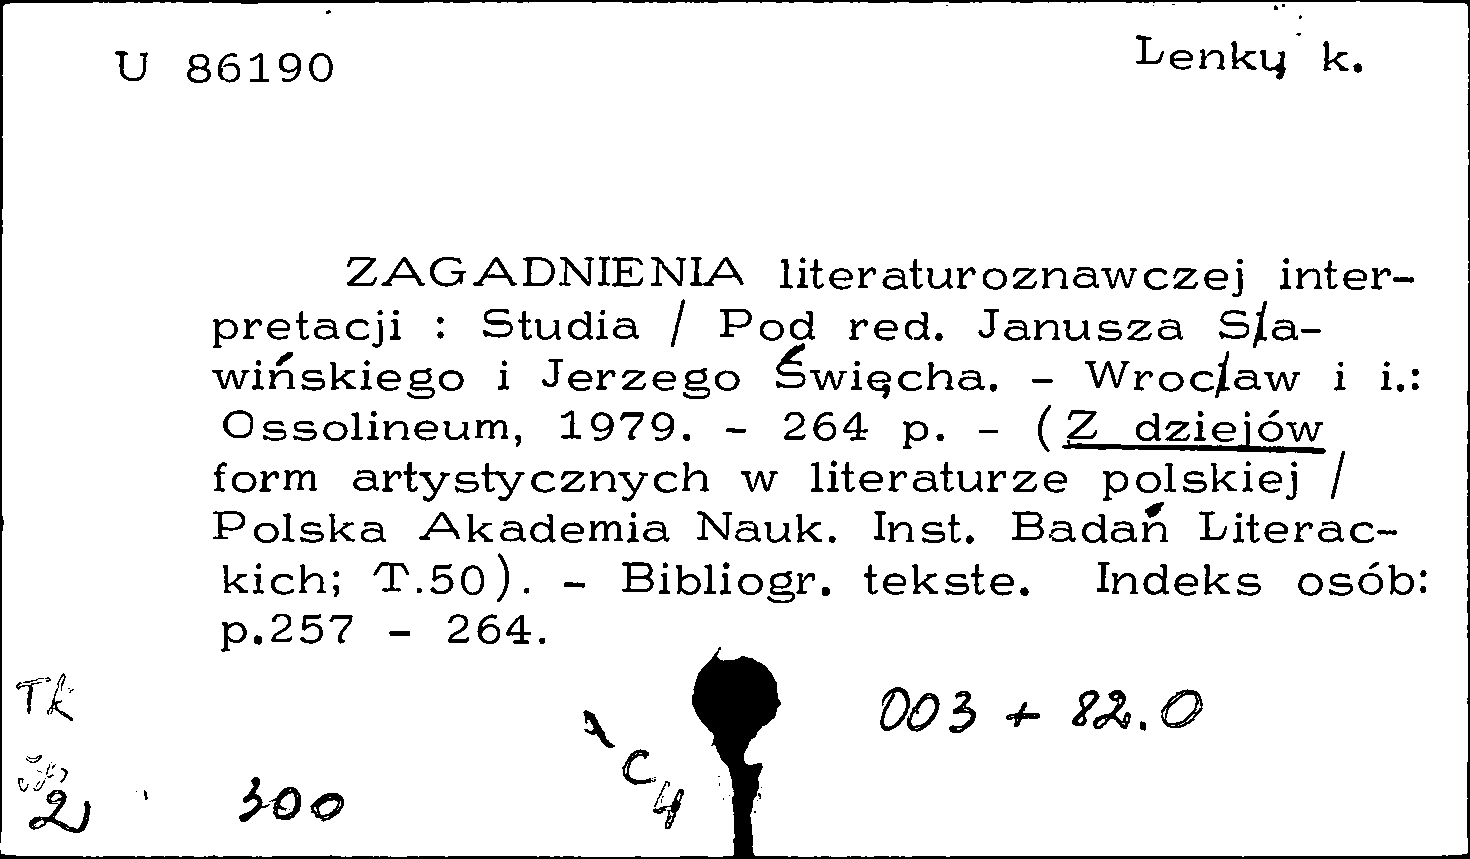 U 86190
Lenkų k.
ZAGADNIENIA literaturoznawczej inter-
pretacji : Studia / Pod red. Janusza Sła-
wińskiego i Jerzego Święcha. - Wrocław i i.:
Ossolineum, 1979. - 264 p. - (Z dziejów
form artystycznych w literaturze polskiej /
Polska Akademia Nauk. Inst. Badań Literac-
kich; T.50). - Bibliogr. tekste. Indeks osób:
p.257 - 264.
Tk
003 + 82.0
C
4
2
300